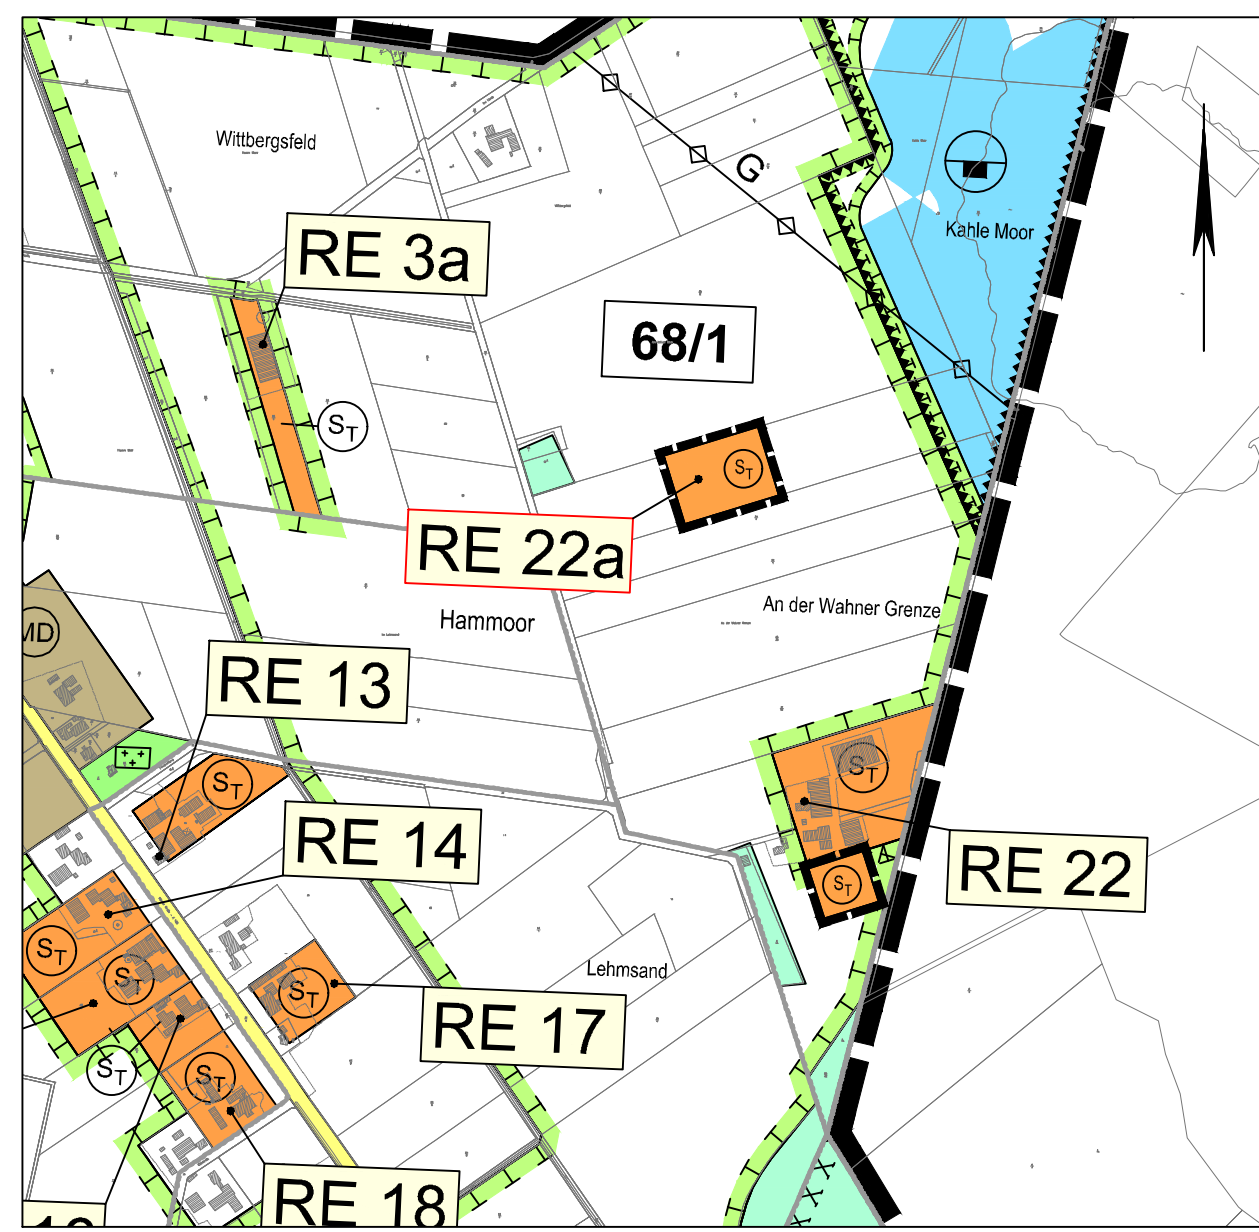 Wittbergsfeld
G
Kahle Moor
RE 3a
68/1
ST
ST
RE 22a
An der Wahner Grenze
Hammoor
MD
RE 13
ST
ST
RE 14
RE 22
ST
ST
ST
Lehmsand
ST
RE 17
ST
ST
RE 18